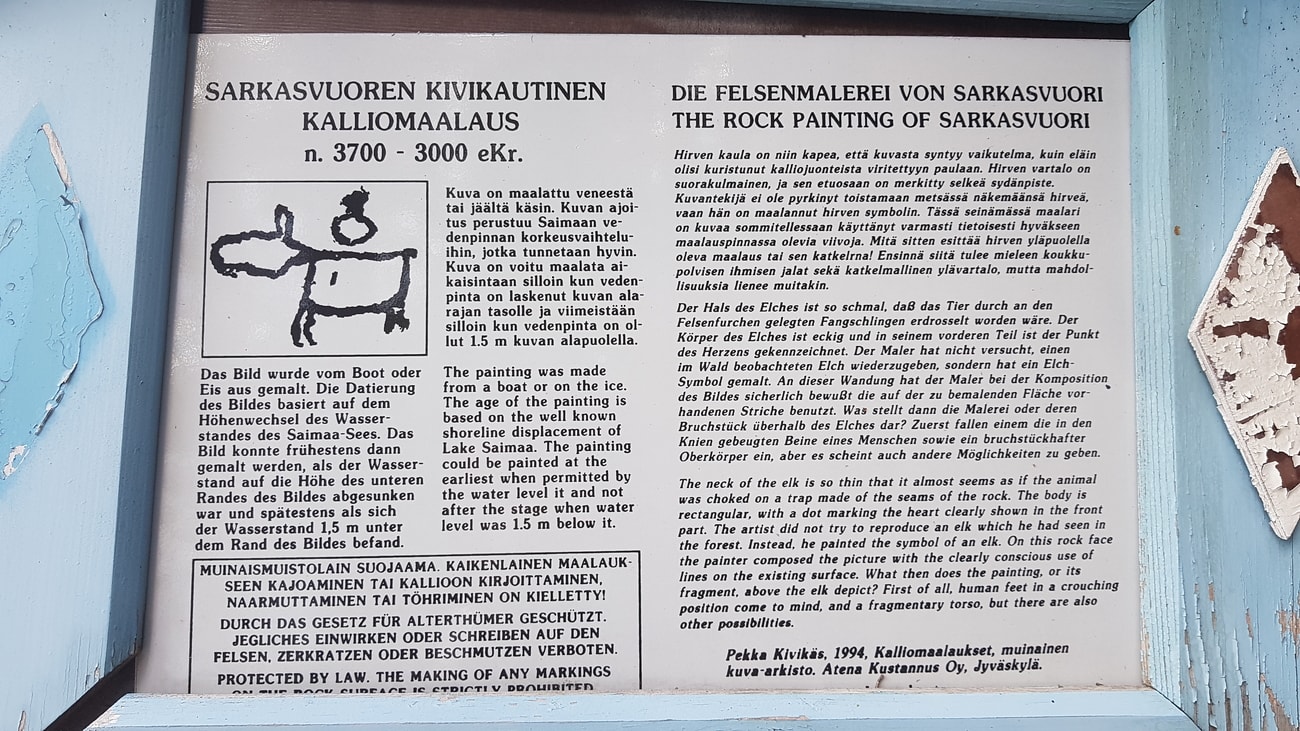 SARKASVUOREN KIVIKAUTINEN
KALLIOMAALAUS
n. 3700 - 3000 eKr.
Kuva on maalattu veneestä
tai jäältä käsin. Kuvan ajoi-
tus perustuu Saimaan ve-
denpinnan korkeusvaihtelu-
ihin, jotka tunnetaan hyvin.
Kuva on voitu maalata ai-
kaisintaan silloin kun veden-
pinta on laskenut kuvan ala-
rajan tasolle ja viimeistään
silloin kun vedenpinta on ol-
lut 1.5 m kuvan alapuolella.
Das Bild wurde vom Boot oder
Eis aus gemalt. Die Datierung
des Bildes basiert auf dem
Höhenwechsel des Wasser-
standes des Saimaa-Sees. Das
Bild konnte frühestens dann
gemalt werden, als der Wasser-
stand auf die Höhe des unteren
Randes des Bildes abgesunken
war und spätestens als sich
der Wasserstand 1,5 m unter
dem Rand des Bildes befand.
The painting was made
from a boat or on the ice.
The age of the painting is
based on the well known
shoreline displacement of
Lake Saimaa. The painting
could be painted at the
earliest when permitted by
the water level it and not
after the stage when water
level was 1.5 m below it.
MUINAISMUISTOLAIN SUOJAAMA. KAIKENLAINEN MAALAUK-
SEEN KAJOAMINEN TAI KALLIOON KIRJOITTAMINEN,
NAARMUTTAMINEN TAI TÖHRIMINEN ON KIELLETTY!
DURCH DAS GESETZ FÜR ALTERTHÜMER GESCHÜTZT.
JEGLICHES EINWIRKEN ODER SCHREIBEN AUF DEN
FELSEN, ZERKRATZEN ODER BESCHMUTZEN VERBOTEN.
PROTECTED BY LAW. THE MAKING OF ANY MARKINGS
ON THE ROCK SURFACE IS STRICTLY PROHIBITED
DIE FELSENMALEREI VON SARKASVUORI
THE ROCK PAINTING OF SARKASVUORI
Hirven kaula on niin kapea, että kuvasta syntyy vaikutelma, kuin eläin
olisi kuristunut kalliojuonteista viritettyyn paulaan. Hirven vartalo on
suorakulmainen, ja sen etuosaan on merkitty selkeä sydänpiste.
Kuvantekijä ei ole pyrkinyt toistamaan metsässä näkemäänsä hirveä,
vaan hän on maalannut hirven symbolin. Tässä seinämässä maalari
on kuvaa sommitellessaan käyttänyt varmasti tietoisesti hyväkseen
maalauspinnassa olevia viivoja. Mitä sitten esittää hirven yläpuolella
oleva maalaus tai sen katkelma! Ensinnä siitä tulee mieleen koukku-
polvisen ihmisen jalat sekä katkelmallinen ylävartalo, mutta mahdol-
lisuuksia lienee muitakin.
Der Hals des Elches ist so schmal, daß das Tier durch an den
Felsenfurchen gelegten Fangschlingen erdrosselt worden wäre. Der
Körper des Elches ist eckig und in seinem vorderen Teil ist der Punkt
des Herzens gekennzeichnet. Der Maler hat nicht versucht, einen
im Wald beobachteten Elch wiederzugeben, sondern hat ein Elch-
Symbol gemalt. An dieser Wandung hat der Maler bei der Komposition
des Bildes sicherlich bewußt die auf der zu bemalenden Fläche vor-
handenen Striche benutzt. Was stellt dann die Malerei oder deren
Bruchstück überhalb des Elches dar? Zuerst fallen einem die in den
Knien gebeugten Beine eines Menschen sowie ein bruchstückhafter
Oberkörper ein, aber es scheint auch andere Möglichkeiten zu geben.
The neck of the elk is so thin that it almost seems as if the animal
was choked on a trap made of the seams of the rock. The body is
rectangular, with a dot marking the heart clearly shown in the front
part. The artist did not try to reproduce an elk which he had seen in
the forest. Instead, he painted the symbol of an elk. On this rock face
the painter composed the picture with the clearly conscious use of
lines on the existing surface. What then does the painting, or its
fragment, above the elk depict? First of all, human feet in a crouching
position come to mind, and a fragmentary torso, but there are also
other possibilities.
Pekka Kivikäs, 1994, Kalliomaalaukset, muinainen
kuva-arkisto. Atena Kustannus Oy, Jyväskylä.